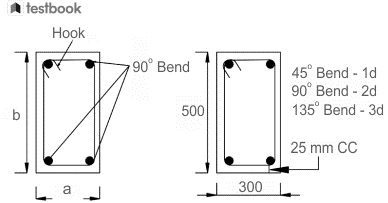 testbook
Hook
90° Bend
b
a
500
300
45° Bend - 1d
90° Bend - 2d
135° Bend - 3d
25 mm CC